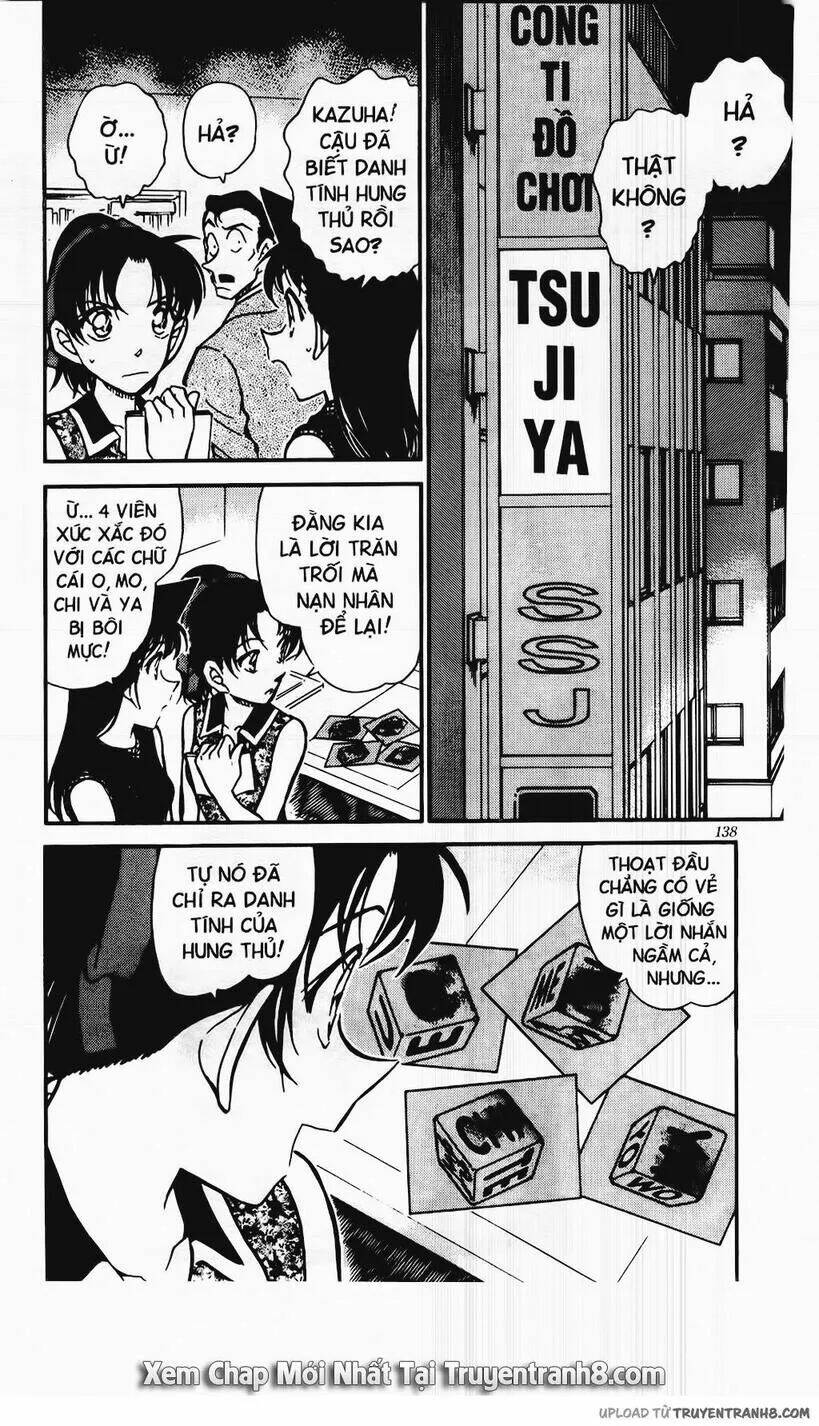 HẢ
?
THẬT
KHÔNG
?
CÔNG
TI
ĐỒ
CHƠI
TSU
JI
YA
SSJ
KAZUHA!
CẬU ĐÃ
BIẾT DANH
TÍNH HUNG
THỦ RỒI
SAO?
HẢ?
Ờ...
Ừ!
ĐẰNG KIA
LÀ LỜI TRĂN
TRỐI MÀ
NẠN NHÂN
ĐỂ LẠI!
Ừ... 4 VIÊN
XÚC XẮC ĐÓ
VỚI CÁC CHỮ
CÁI O, MO,
CHI VÀ YA
BỊ BÔI
MỰC!
138
THOẠT ĐẦU
CHẲNG CÓ VẺ
GÌ LÀ GIỐNG
MỘT LỜI NHẮN
NGẦM CẢ,
NHƯNG...
TỰ NÓ ĐÃ
CHỈ RA DANH
TÍNH CỦA
HUNG THỦ!
U
E
ME
YO
WO
Xem Chap Mới Nhất Tại Truyentranh8.com
UPLOAD TỪ TRUYENTRANH8.COM